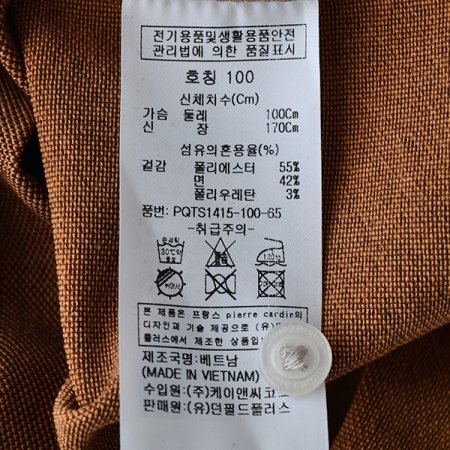 전기용품및생활용품안전
관리법에 의한 품질표시
호칭 100
신체치수(Cm)
가슴 둘레 100Cm
신 장 170Cm
섬유의혼용율(%)
겉감 폴리에스터 55%
면 42%
폴리우레탄 3%
품번: PQTS1415-100-65
-취급주의-
본 제품은 프랑스 pierre cardin의
디자인과 기술 제공으로 (유)던필드
플러스에서 제조한 상품
제조국명:베트남
(MADE IN VIETNAM)
수입원: (주)케이앤씨코
판매원: (유)던필드플러스